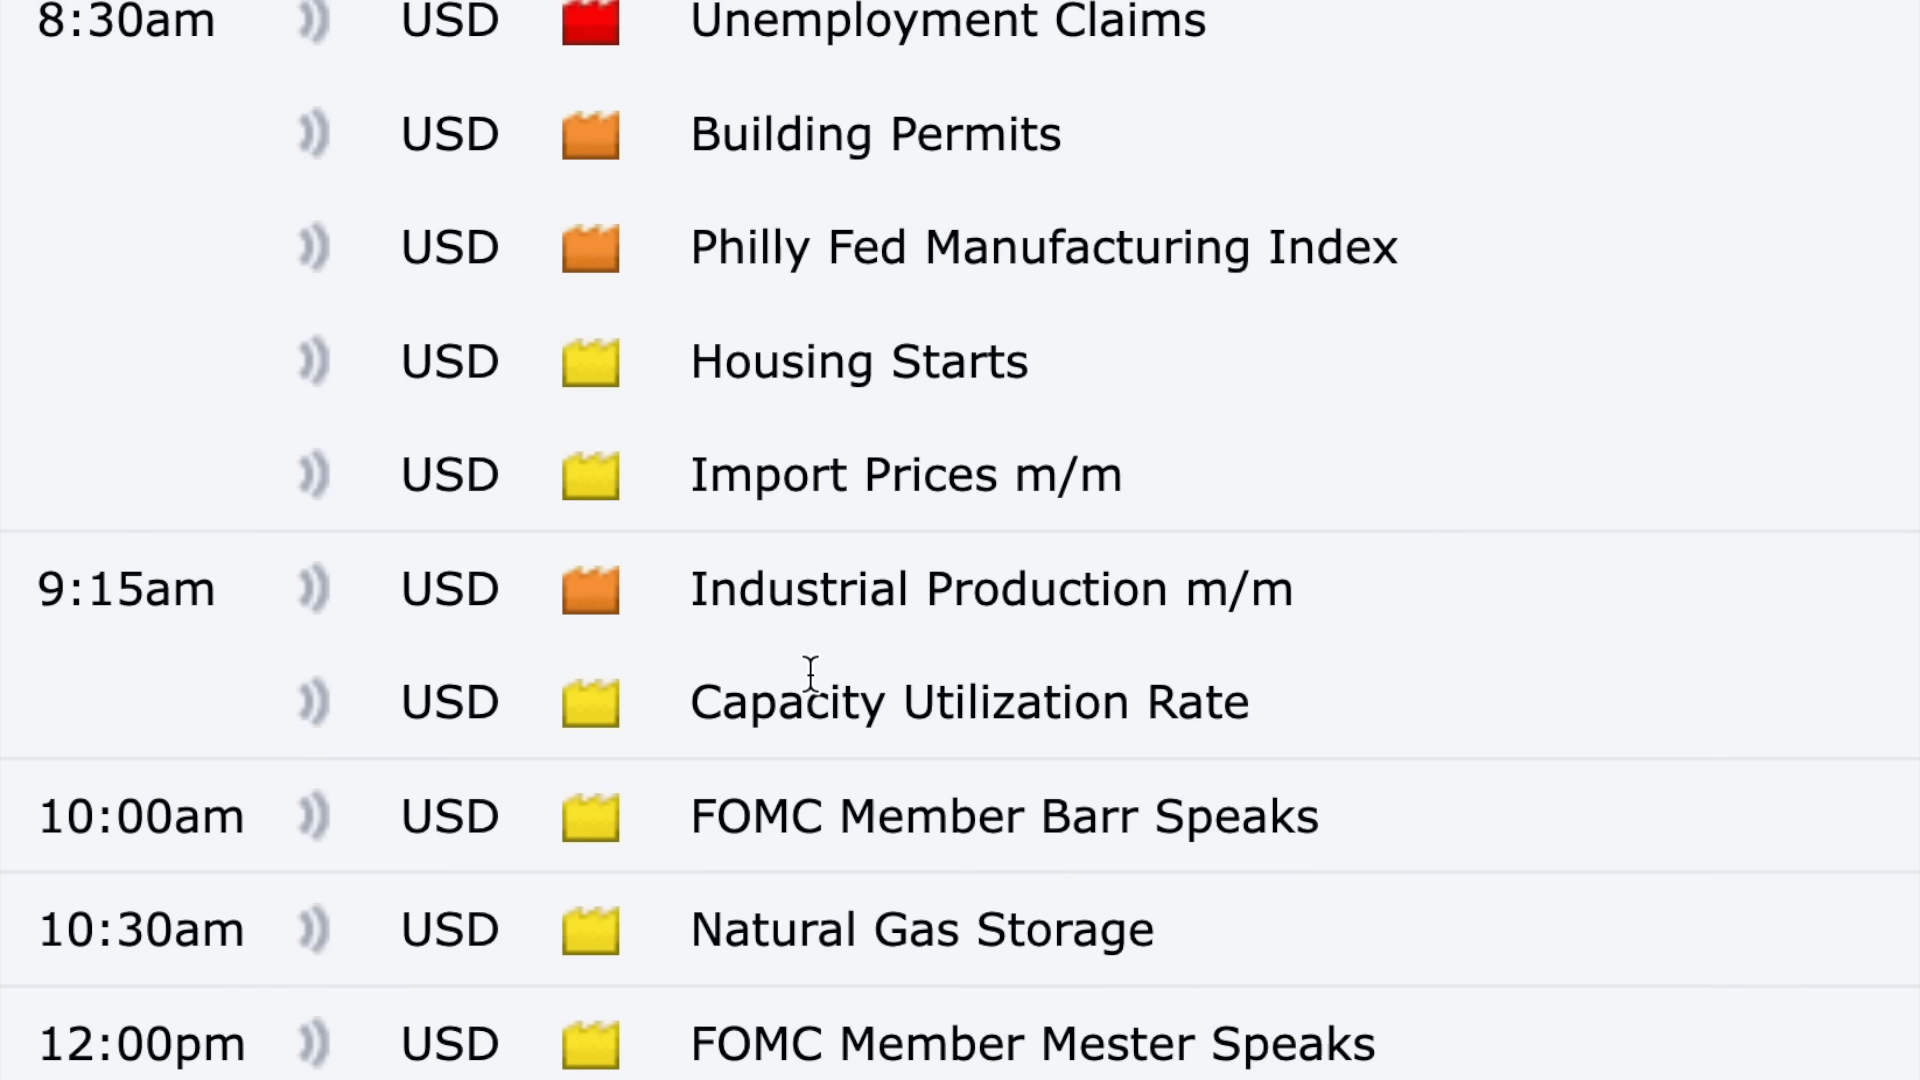 8:30am USD Unemployment Claims
USD Building Permits
USD Philly Fed Manufacturing Index
USD Housing Starts
USD Import Prices m/m
9:15am USD Industrial Production m/m
USD Capacity Utilization Rate
10:00am USD FOMC Member Barr Speaks
10:30am USD Natural Gas Storage
12:00pm USD FOMC Member Mester Speaks